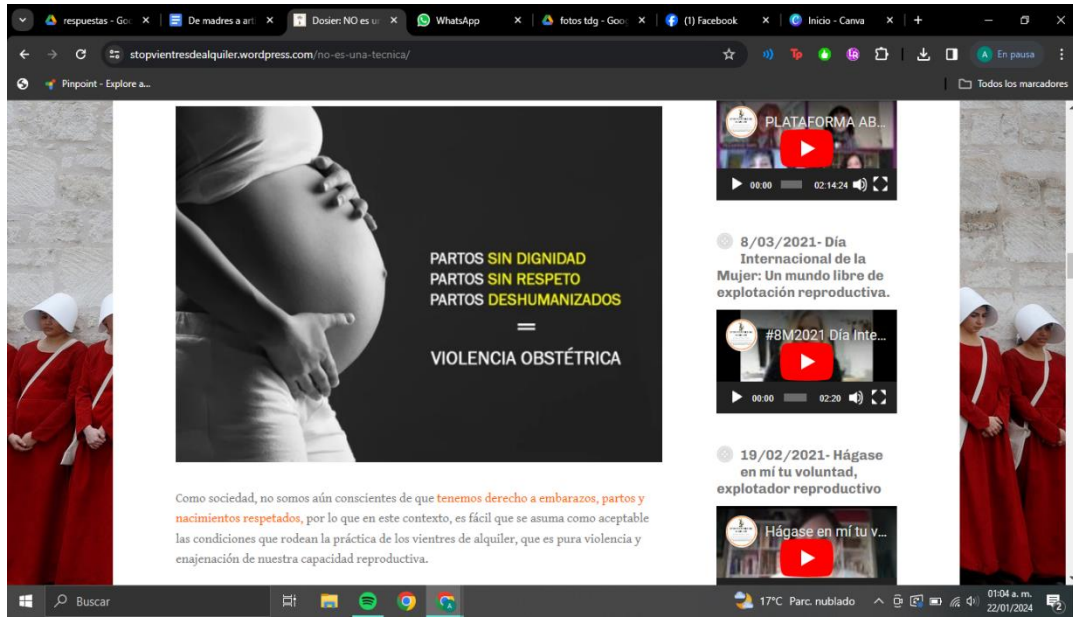 respuestas - Goo
De madres a arti
Dosier: NO es un
WhatsApp
fotos tdg - Goog
(1) Facebook
Inicio - Canva
stopvientresdealquiler.wordpress.com/no-es-una-tecnica/
En pausa
Pinpoint - Explore a...
Todos los marcadores
PARTOS SIN DIGNIDAD
PARTOS SIN RESPETO
PARTOS DESHUMANIZADOS
=
VIOLENCIA OBSTÉTRICA
Como sociedad, no somos aún conscientes de que tenemos derecho a embarazos, partos y
nacimientos respetados, por lo que en este contexto, es fácil que se asuma como aceptable
las condiciones que rodean la práctica de los vientres de alquiler, que es pura violencia y
enajenación de nuestra capacidad reproductiva.
PLATAFORMA AB...
00:00 02:14:24
8/03/2021- Día
Internacional de la
Mujer: Un mundo libre de
explotación reproductiva.
#8M2021 Día Inte...
00:00 02:20
19/02/2021- Hágase
en mí tu voluntad,
explotador reproductivo
Hágase en mí tu v...
Buscar
17°C Parc. nublado
01:04 a. m.
22/01/2024